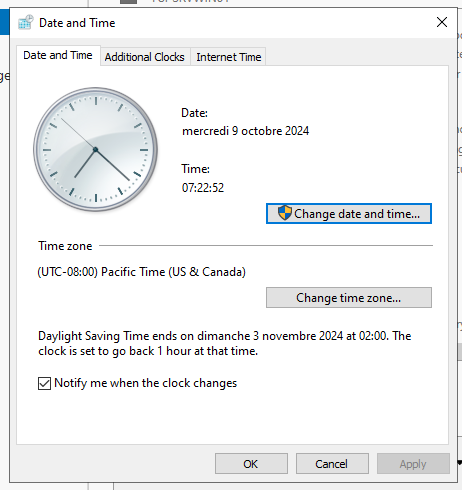 Date and Time
Date and Time
Additional Clocks
Internet Time
Date:
mercredi 9 octobre 2024
Time:
07:22:52
Change date and time...
Time zone
(UTC-08:00) Pacific Time (US & Canada)
Change time zone...
Daylight Saving Time ends on dimanche 3 novembre 2024 at 02:00. The
clock is set to go back 1 hour at that time.
Notify me when the clock changes
OK
Cancel
Apply